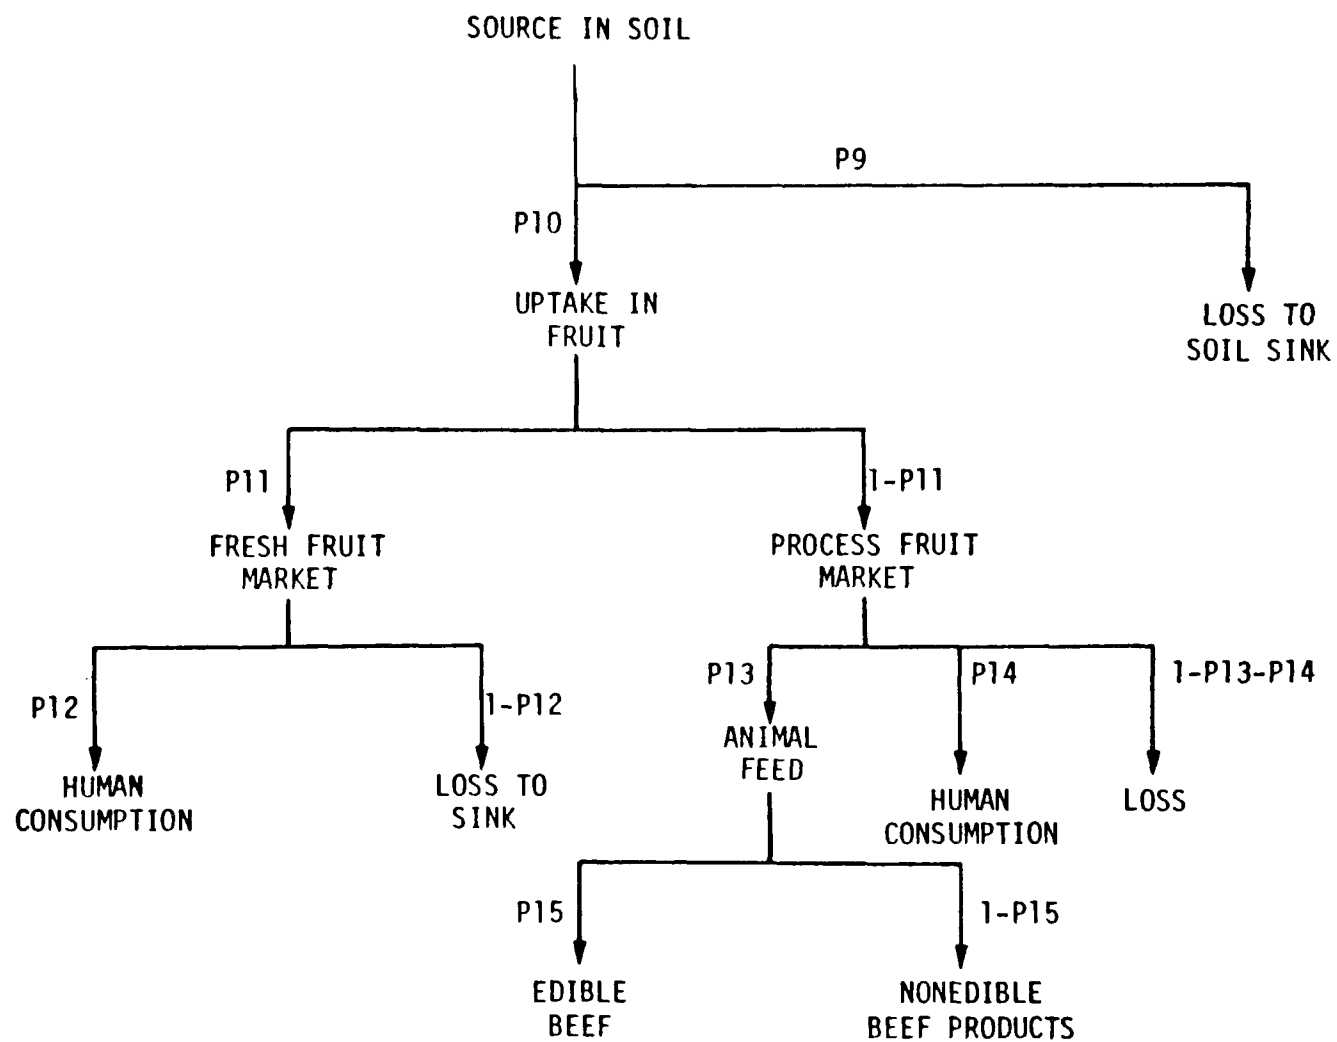 SOURCE IN SOIL
P9
P10
UPTAKE IN
FRUIT
LOSS TO
SOIL SINK
P11
1-P11
FRESH FRUIT
MARKET
PROCESS FRUIT
MARKET
P12
1-P12
P13
P14
1-P13-P14
HUMAN
CONSUMPTION
LOSS TO
SINK
ANIMAL
FEED
HUMAN
CONSUMPTION
LOSS
P15
1-P15
EDIBLE
BEEF
NONEDIBLE
BEEF PRODUCTS